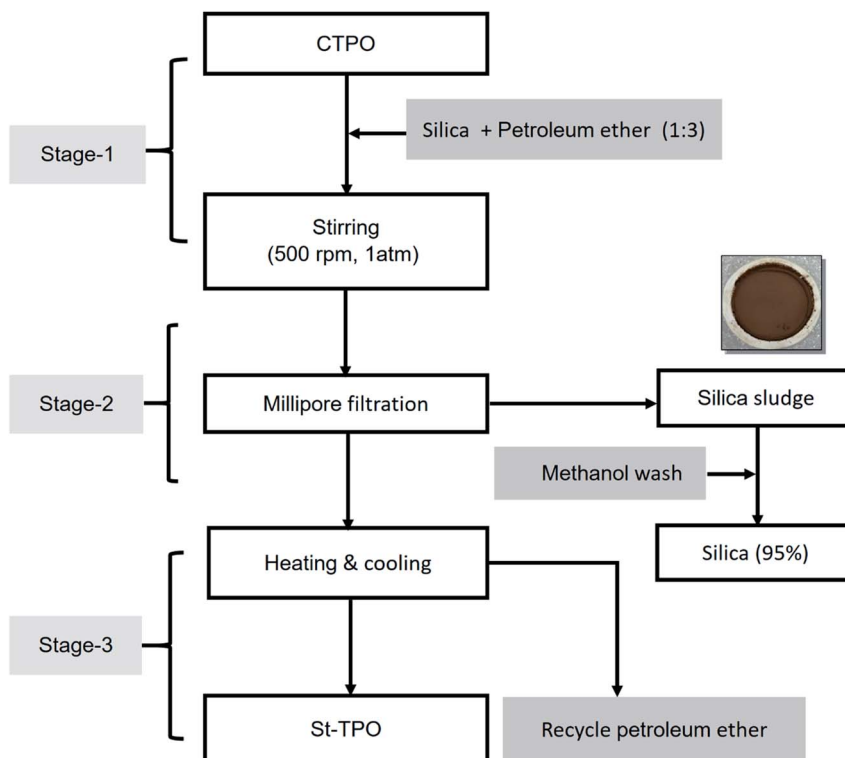 CTPO
Silica + Petroleum ether (1:3)
Stage-1
Stirring
(500 rpm, 1atm)
Stage-2
Millipore filtration
Silica sludge
Methanol wash
Heating & cooling
Silica (95%)
Stage-3
St-TPO
Recycle petroleum ether